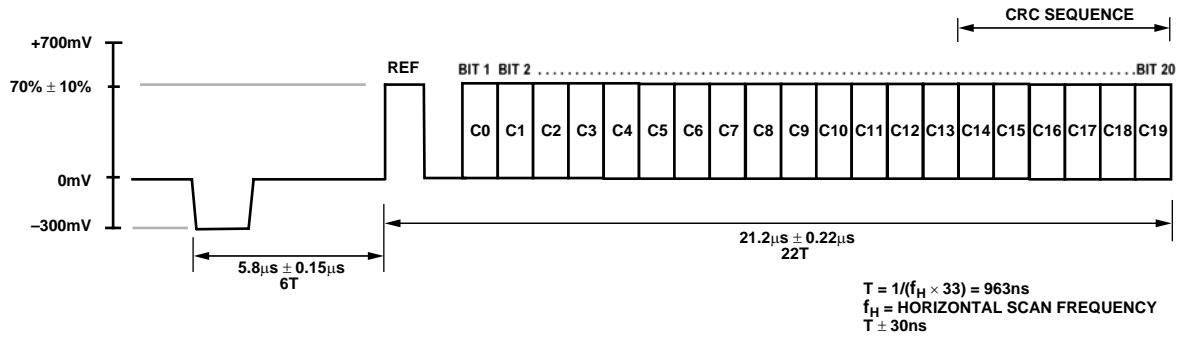 CRC SEQUENCE
+700mV
REF
BIT 1 BIT 2 BIT 20
70% ± 10%
C0 C1 C2 C3 C4 C5 C6 C7 C8 C9 C10 C11 C12 C13 C14 C15 C16 C17 C18 C19
0mV
–300mV
21.2μs ± 0.22μs
22T
5.8μs ± 0.15μs
6T
T = 1/(fH × 33) = 963ns
fH = HORIZONTAL SCAN FREQUENCY
T ± 30ns